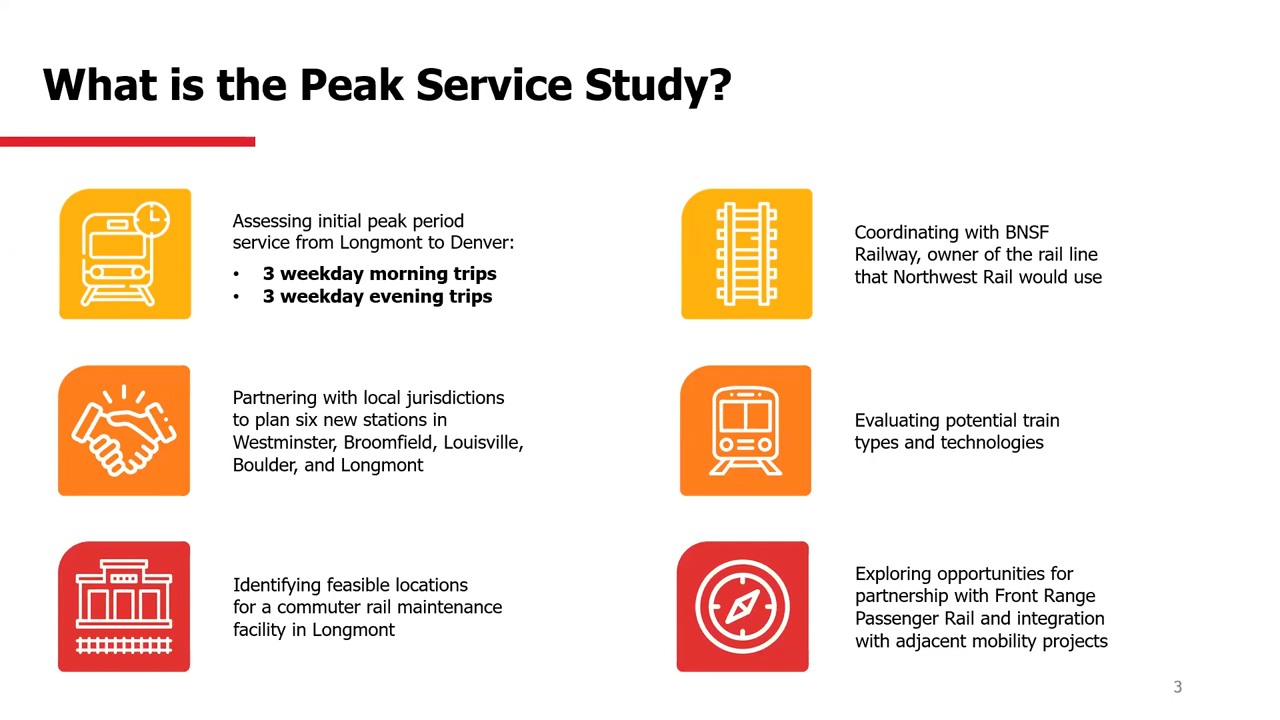 What is the Peak Service Study?
Assessing initial peak period
service from Longmont to Denver:
• 3 weekday morning trips
• 3 weekday evening trips
Partnering with local jurisdictions
to plan six new stations in
Westminster, Broomfield, Louisville,
Boulder, and Longmont
Identifying feasible locations
for a commuter rail maintenance
facility in Longmont
Coordinating with BNSF
Railway, owner of the rail line
that Northwest Rail would use
Evaluating potential train
types and technologies
Exploring opportunities for
partnership with Front Range
Passenger Rail and integration
with adjacent mobility projects
3